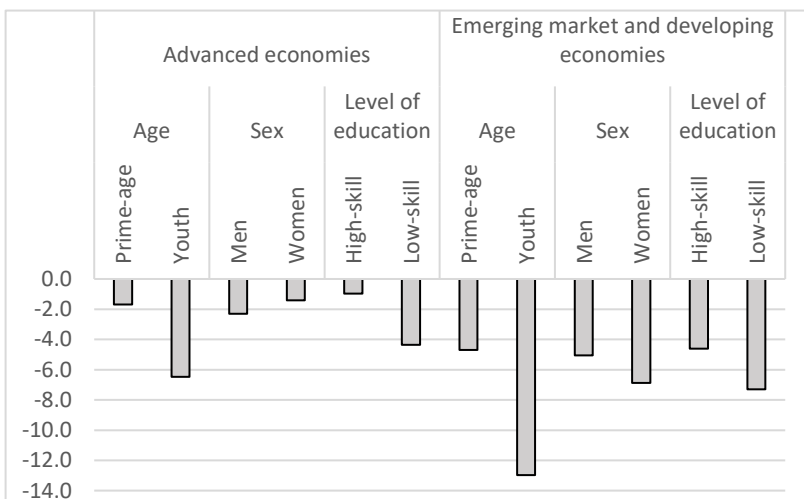 Advanced economies
Emerging market and developing
economies
Age
Sex
Level of
education
Age
Sex
Level of
education
Prime-age
Youth
Men
Women
High-skill
Low-skill
Prime-age
Youth
Men
Women
High-skill
Low-skill
0.0
-2.0
-4.0
-6.0
-8.0
-10.0
-12.0
-14.0